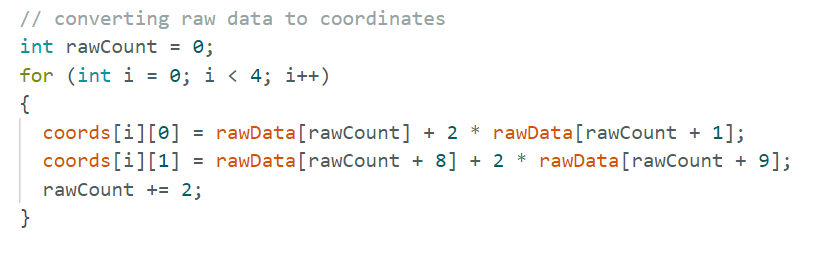 // converting raw data to coordinates
int rawCount = 0;
for (int i = 0; i < 4; i++)
{
  coords[i][0] = rawData[rawCount] + 2 * rawData[rawCount + 1];
  coords[i][1] = rawData[rawCount + 8] + 2 * rawData[rawCount + 9];
  rawCount += 2;
}